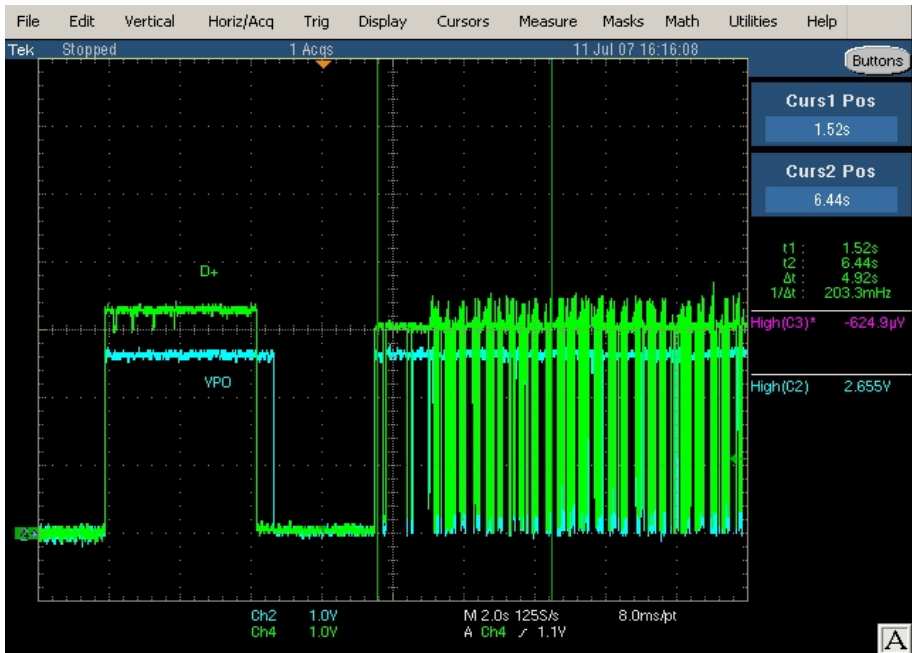 File Edit Vertical Horiz/Acq Trig Display Cursors Measure Masks Math Utilities Help
Tek Stopped 1 Acqs 11 Jul 07 16:16:08
Buttons
Curs1 Pos
1.52s
Curs2 Pos
6.44s
D+
t1 : 1.52s
t2 : 6.44s
Δt : 4.92s
1/Δt : 203.3mHz
High(C3)* -624.9µV
VPO
High(C2) 2.655V
Ch2 1.0V M 2.0s 125S/s 8.0ms/pt
Ch4 1.0V A Ch4 ∕ 1.1V
A